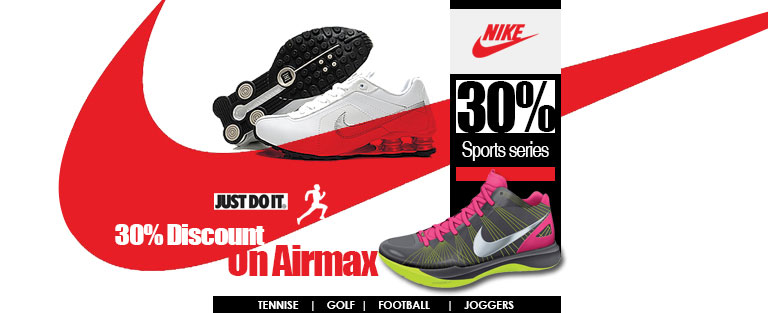 NIKE
30%
Sports series
JUST DO IT.
30% Discount
On Airmax
TENNISE | GOLF | FOOTBALL | JOGGERS